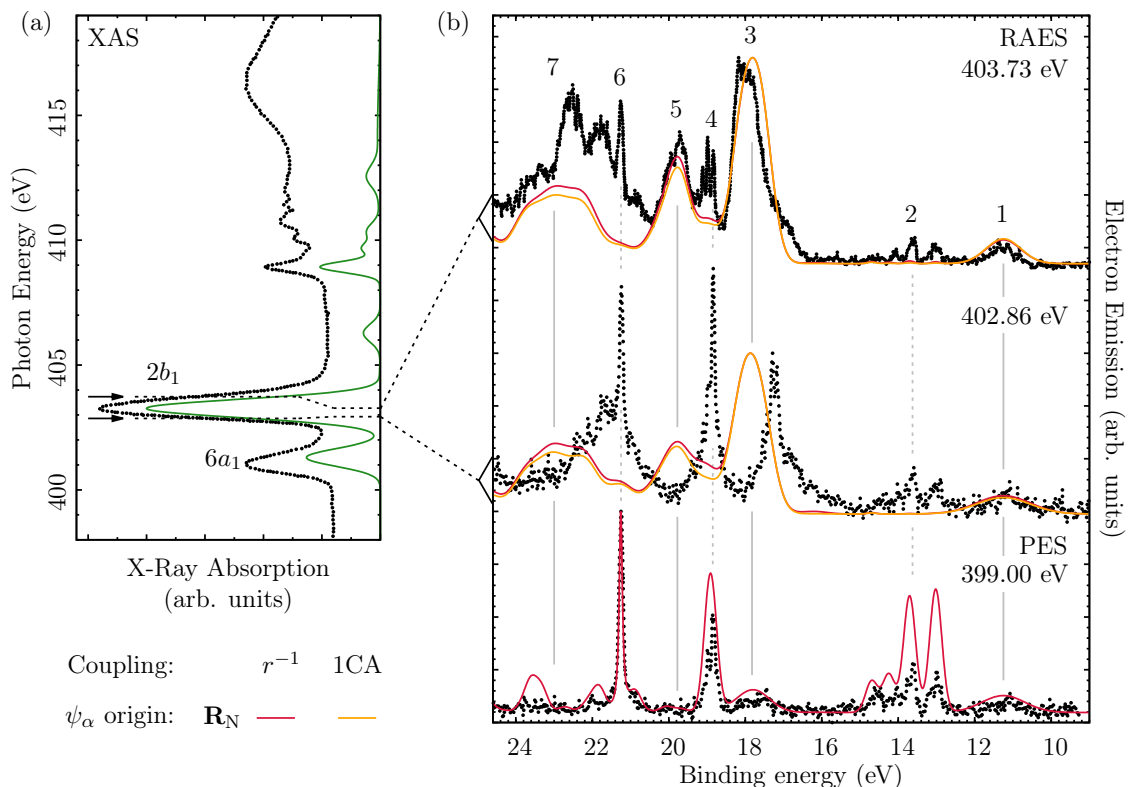 (a)
XAS
Photon Energy (eV)
415
410
405
400
2b₁
6a₁
X-Ray Absorption
(arb. units)
Coupling: r⁻¹ 1CA
ψα origin: R_N
(b)
RAES
403.73 eV
402.86 eV
PES
399.00 eV
7
6
5
4
3
2
1
24 22 20 18 16 14 12 10
Binding energy (eV)
Electron Emission (arb. units)